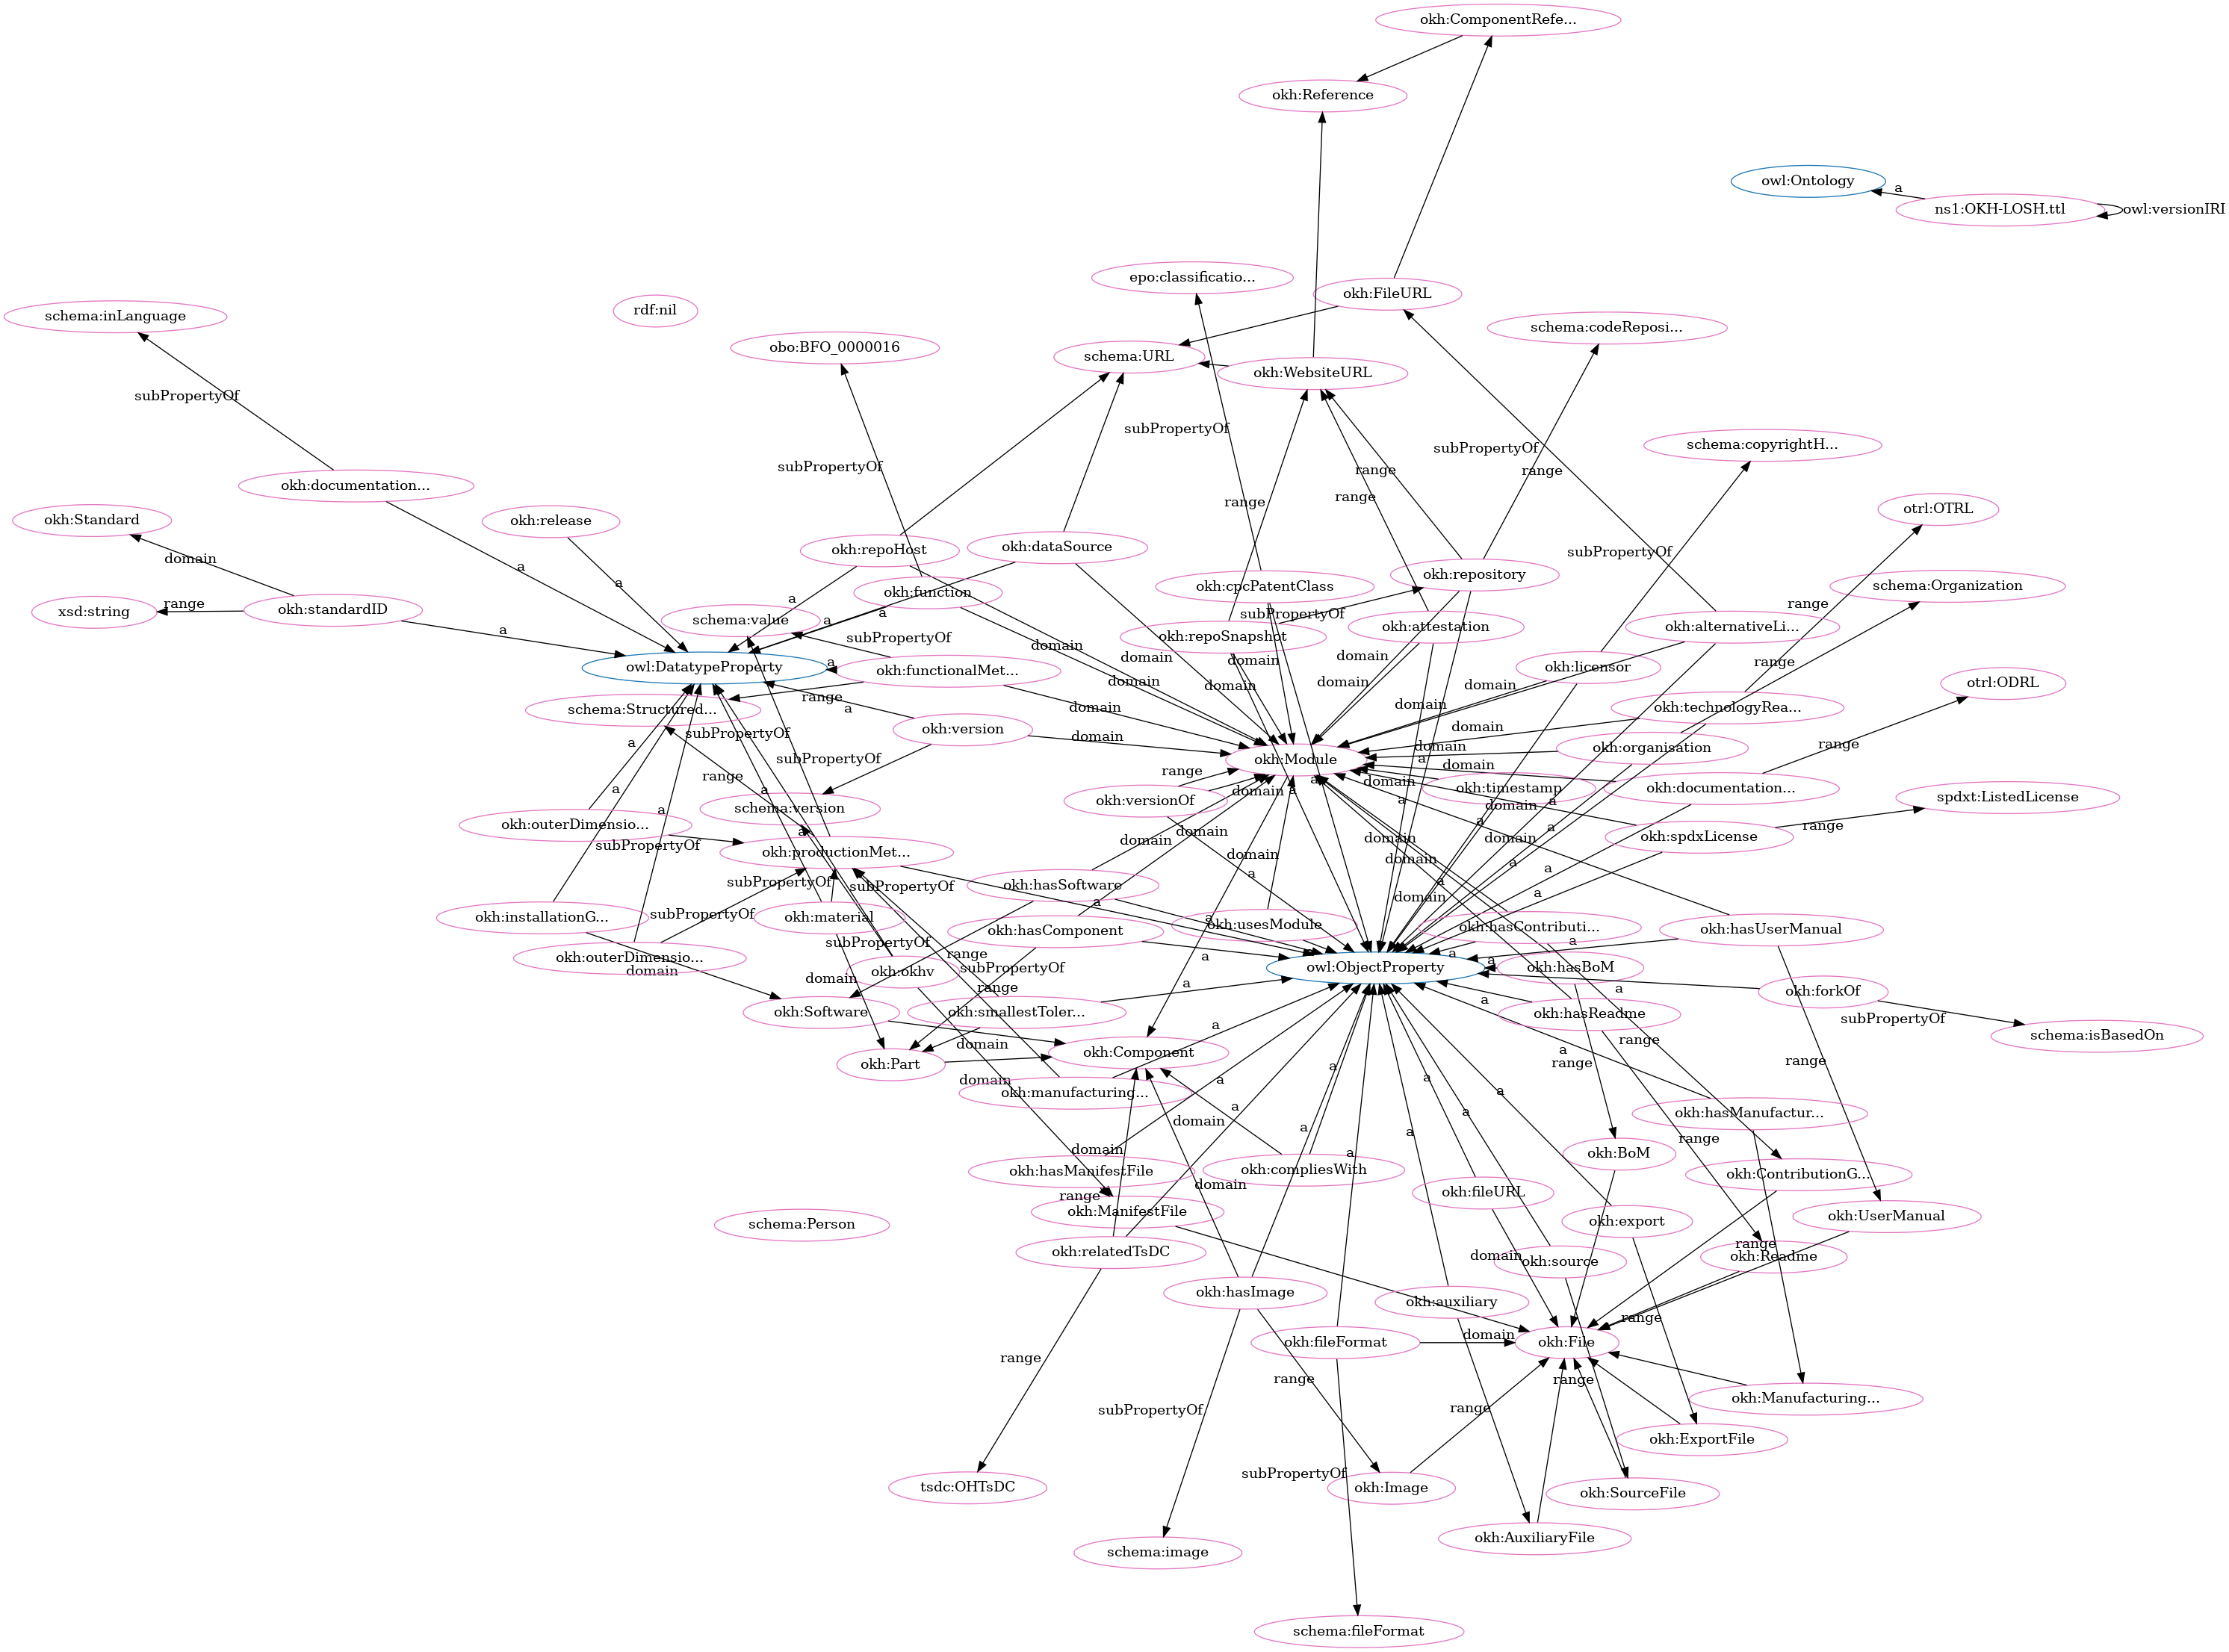 okh:ComponentRefe...
okh:Reference
owl:Ontology
a
ns1:OKH-LOSH.ttl
owl:versionIRI
epo:classificatio...
okh:FileURL
rdf:nil
schema:inLanguage
schema:codeReposi...
obo:BFO_0000016
schema:URL
okh:WebsiteURL
subPropertyOf
subPropertyOf
schema:copyrightH...
subPropertyOf
subPropertyOf
range
range
okh:documentation...
range
range
otrl:OTRL
okh:Standard
okh:release
okh:repoHost
okh:dataSource
subPropertyOf
domain
a
a
okh:cpcPatentClass
okh:repository
schema:Organization
okh:function
a
range
xsd:string
range
okh:standardID
schema:value
a
a
subPropertyOf
okh:attestation
okh:alternativeLi...
a
subPropertyOf
okh:repoSnapshot
domain
domain
domain
domain
range
owl:DatatypeProperty
a
okh:functionalMet...
okh:licensor
domain
domain
domain
domain
otrl:ODRL
range
schema:Structured...
a
domain
domain
okh:technologyRea...
okh:version
subPropertyOf
domain
domain
domain
okh:organisation
a
subPropertyOf
okh:Module
a
domain
range
range
range
a
domain
okh:timestamp
okh:documentation...
a
a
domain
a
okh:versionOf
a
domain
spdxt:ListedLicense
schema:version
a
okh:outerDimensio...
a
domain
domain
a
a
domain
domain
okh:spdxLicense
range
subPropertyOf
okh:productionMet...
domain
domain
domain
a
a
a
subPropertyOf
subPropertyOf
okh:hasSoftware
a
a
domain
a
okh:installationG...
subPropertyOf
okh:material
a
okh:usesModule
okh:hasContributi...
okh:hasUserManual
okh:hasComponent
subPropertyOf
a
okh:outerDimensio...
range
a
a
domain
domain
okh:okhv
subPropertyOf
a
owl:ObjectProperty
okh:hasBoM
a
okh:forkOf
range
a
a
okh:Software
okh:smallestToler...
okh:hasReadme
subPropertyOf
a
schema:isBasedOn
domain
okh:Component
range
okh:Part
a
range
range
domain
a
a
a
okh:manufacturing...
a
a
a
okh:hasManufactur...
domain
a
a
range
domain
a
okh:BoM
okh:hasManifestFile
okh:compliesWith
okh:ContributionG...
domain
okh:fileURL
range
okh:ManifestFile
okh:export
okh:UserManual
schema:Person
okh:relatedTsDC
domain
okh:source
range
okh:Readme
okh:hasImage
okh:auxiliary
range
domain
okh:fileFormat
okh:File
range
range
range
okh:Manufacturing...
subPropertyOf
range
okh:ExportFile
subPropertyOf
tsdc:OHTsDC
okh:Image
okh:SourceFile
okh:AuxiliaryFile
schema:image
schema:fileFormat